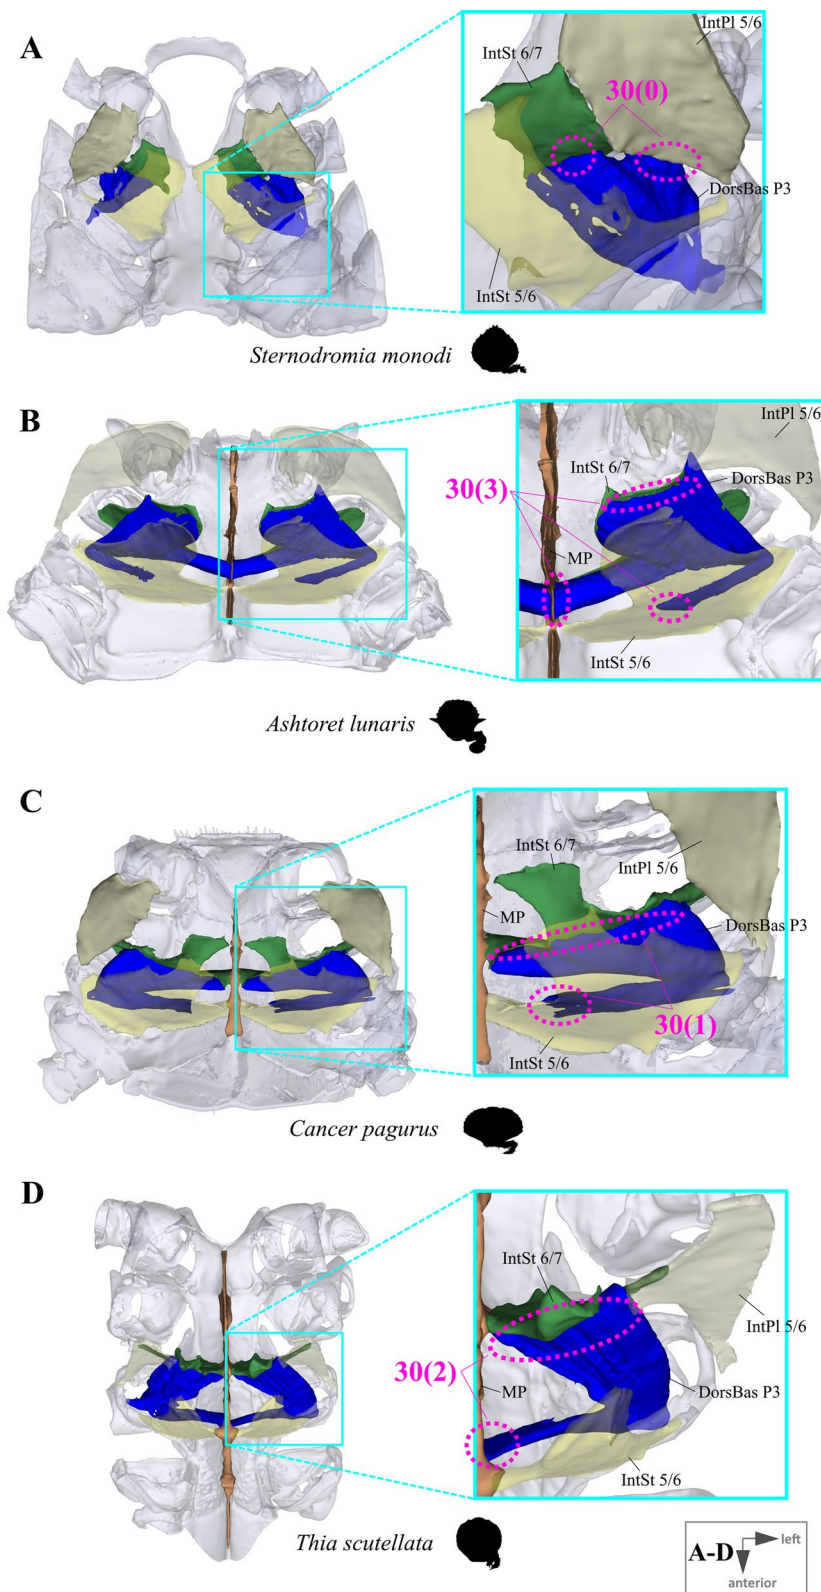 A
IntPl 5/6
IntSt 6/7
30(0)
DorsBas P3
IntSt 5/6
Sternodromia monodi
B
IntPl 5/6
IntSt 6/7
DorsBas P3
30(3)
MP
IntSt 5/6
Ashtoret lunaris
C
IntSt 6/7
IntPl 5/6
MP
DorsBas P3
30(1)
IntSt 5/6
Cancer pagurus
D
IntSt 6/7
IntPl 5/6
30(2)
MP
DorsBas P3
IntSt 5/6
Thia scutellata
A-D
left
anterior